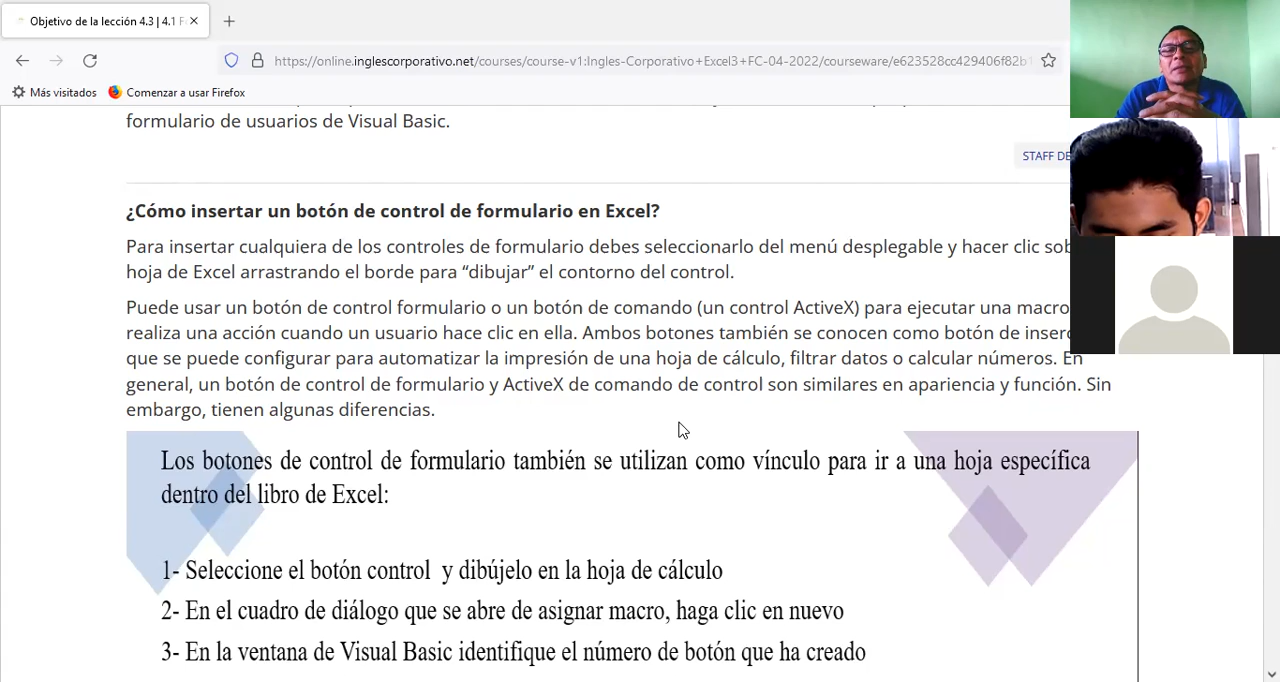 Objetivo de la lección 4.3 | 4.1 F
https://online.inglescorporativo.net/courses/course-v1:Ingles-Corporativo+Excel3+FC-04-2022/courseware/e623528cc429406f82b1
Más visitados Comenzar a usar Firefox
formulario de usuarios de Visual Basic.
STAFF DE
¿Cómo insertar un botón de control de formulario en Excel?
Para insertar cualquiera de los controles de formulario debes seleccionarlo del menú desplegable y hacer clic sob
hoja de Excel arrastrando el borde para “dibujar” el contorno del control.
Puede usar un botón de control formulario o un botón de comando (un control ActiveX) para ejecutar una macro
realiza una acción cuando un usuario hace clic en ella. Ambos botones también se conocen como botón de inserc
que se puede configurar para automatizar la impresión de una hoja de cálculo, filtrar datos o calcular números. En
general, un botón de control de formulario y ActiveX de comando de control son similares en apariencia y función. Sin
embargo, tienen algunas diferencias.
Los botones de control de formulario también se utilizan como vínculo para ir a una hoja específica
dentro del libro de Excel:
1- Seleccione el botón control y dibújelo en la hoja de cálculo
2- En el cuadro de diálogo que se abre de asignar macro, haga clic en nuevo
3- En la ventana de Visual Basic identifique el número de botón que ha creado